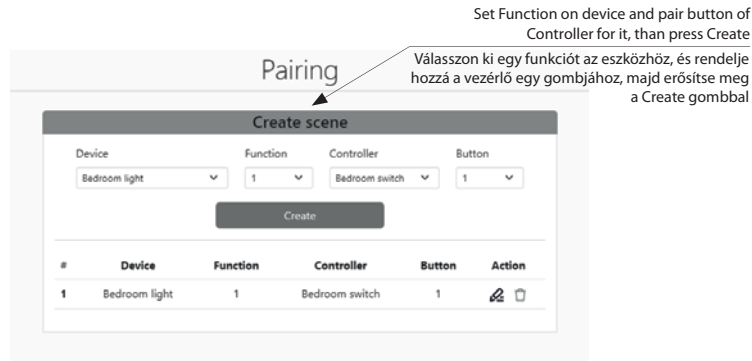 Set Function on device and pair button of
Controller for it, than press Create
Válasszon ki egy funkciót az eszközhöz, és rendelje
hozzá a vezérlő egy gombjához, majd erősítse meg
a Create gombbal
Pairing
Create scene
Device Function Controller Button
Bedroom light 1 Bedroom switch 1
Create
# Device Function Controller Button Action
1 Bedroom light 1 Bedroom switch 1